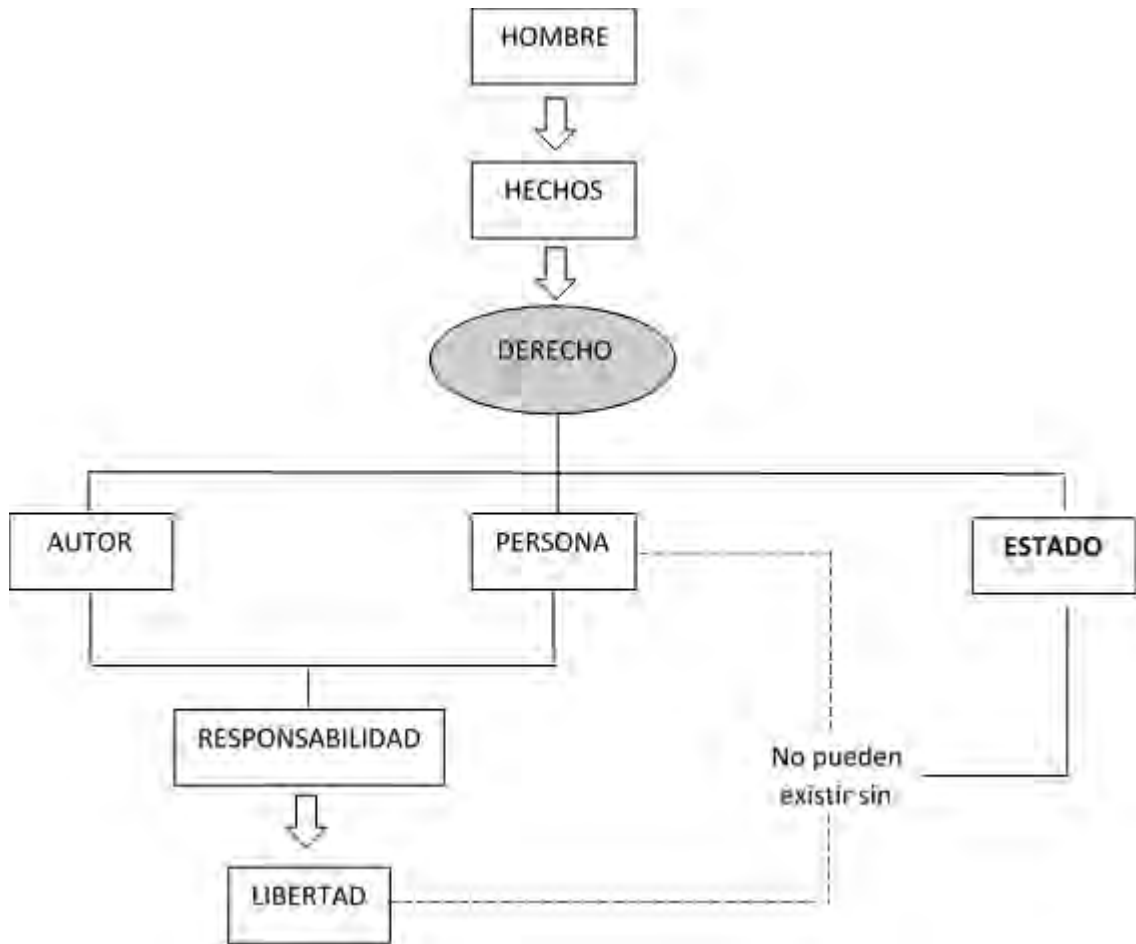 HOMBRE
HECHOS
DERECHO
AUTOR
PERSONA
ESTADO
RESPONSABILIDAD
No pueden
existir sin
LIBERTAD